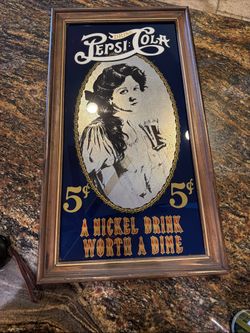 Pepsi-Cola
5¢ 5¢
A NICKEL DRINK
WORTH A DIME